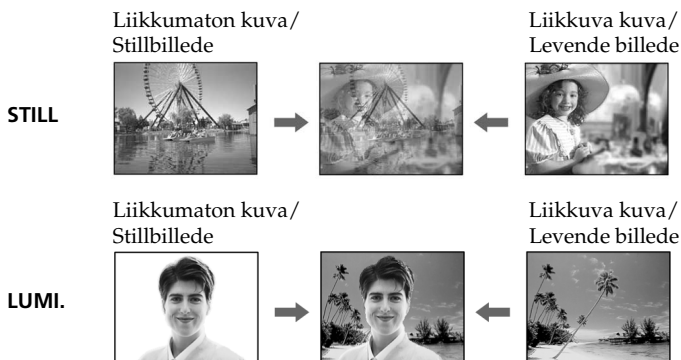 Liikkumaton kuva/
Stillbillede
Liikkuva kuva/
Levende billede
STILL
Liikkumaton kuva/
Stillbillede
Liikkuva kuva/
Levende billede
LUMI.